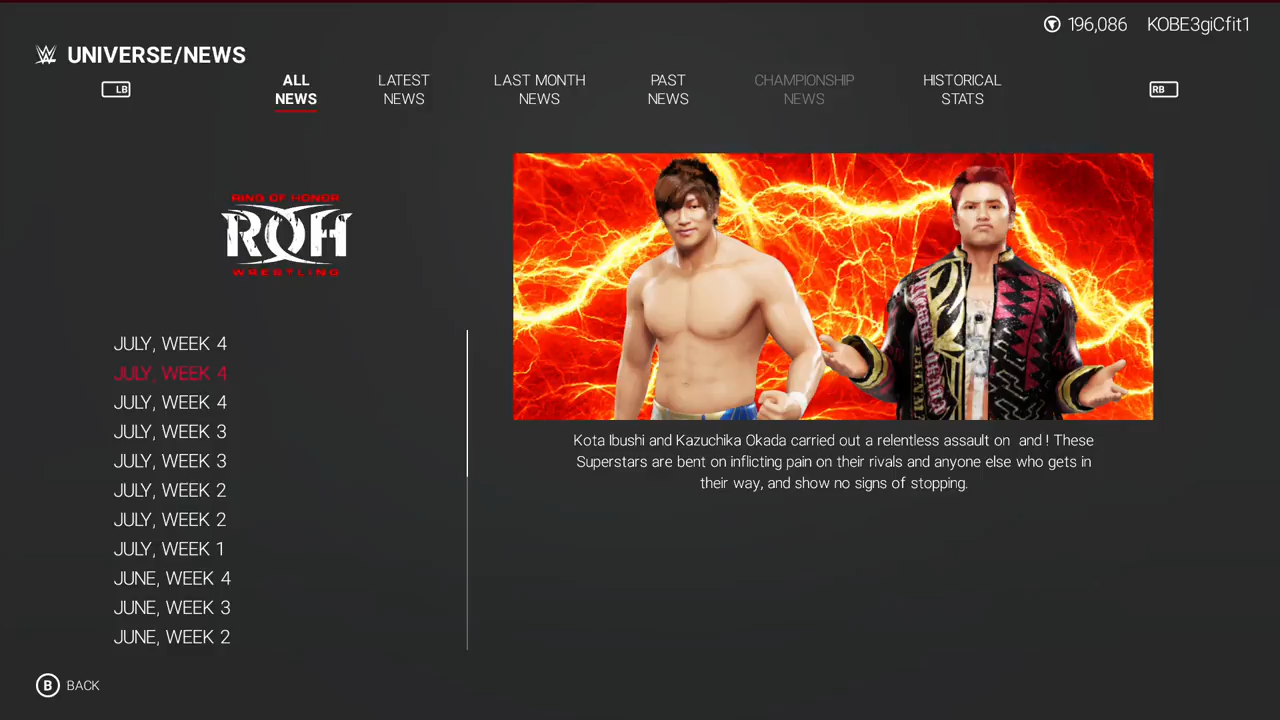 196,086 KOBE3giCfit1
UNIVERSE/NEWS
LB
ALL NEWS
LATEST NEWS
LAST MONTH NEWS
PAST NEWS
CHAMPIONSHIP NEWS
HISTORICAL STATS
RB
RING OF HONOR
ROH
WRESTLING
JULY, WEEK 4
JULY, WEEK 4
JULY, WEEK 4
JULY, WEEK 3
JULY, WEEK 3
JULY, WEEK 2
JULY, WEEK 2
JULY, WEEK 1
JUNE, WEEK 4
JUNE, WEEK 3
JUNE, WEEK 2
Kota Ibushi and Kazuchika Okada carried out a relentless assault on  and ! These
Superstars are bent on inflicting pain on their rivals and anyone else who gets in
their way, and show no signs of stopping.
B BACK